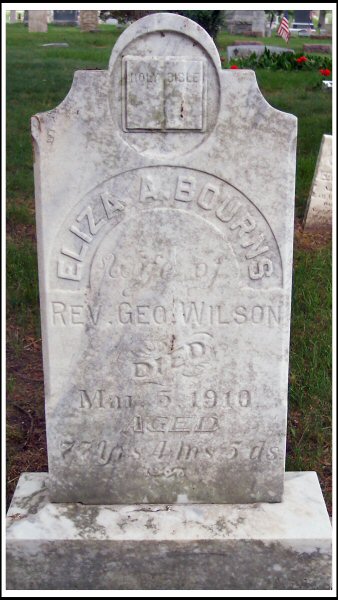 HOLY BIBLE
ELIZA A. BOURNS
Wife of
REV. GEO. WILSON
DIED
Mar. 5, 1910
AGED
77 Yrs 4 ms 5 ds